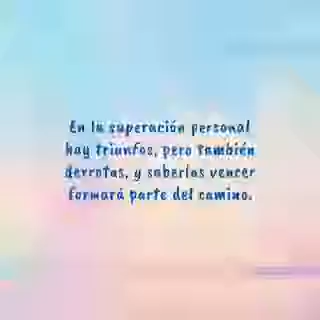 En la superación personal
hay triunfos, pero también
derrotas, y saberlas vencer
formará parte del camino.